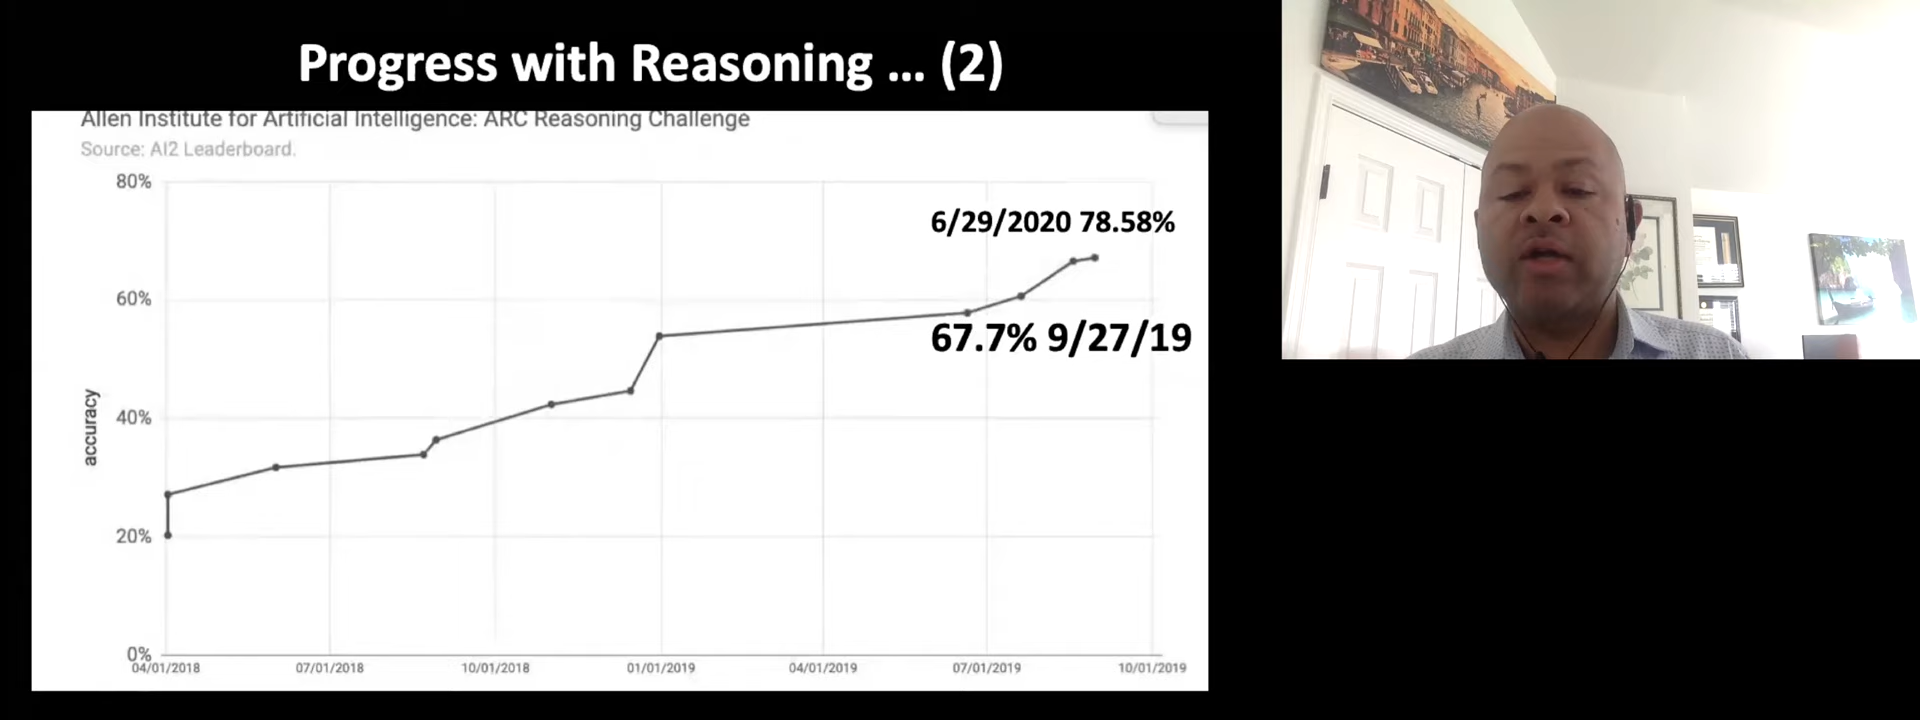 Progress with Reasoning ... (2)
Allen Institute for Artificial Intelligence: ARC Reasoning Challenge
Source: AI2 Leaderboard.
80%
6/29/2020 78.58%
60%
67.7% 9/27/19
accuracy
40%
20%
0%
04/01/2018 07/01/2018 10/01/2018 01/01/2019 04/01/2019 07/01/2019 10/01/2019